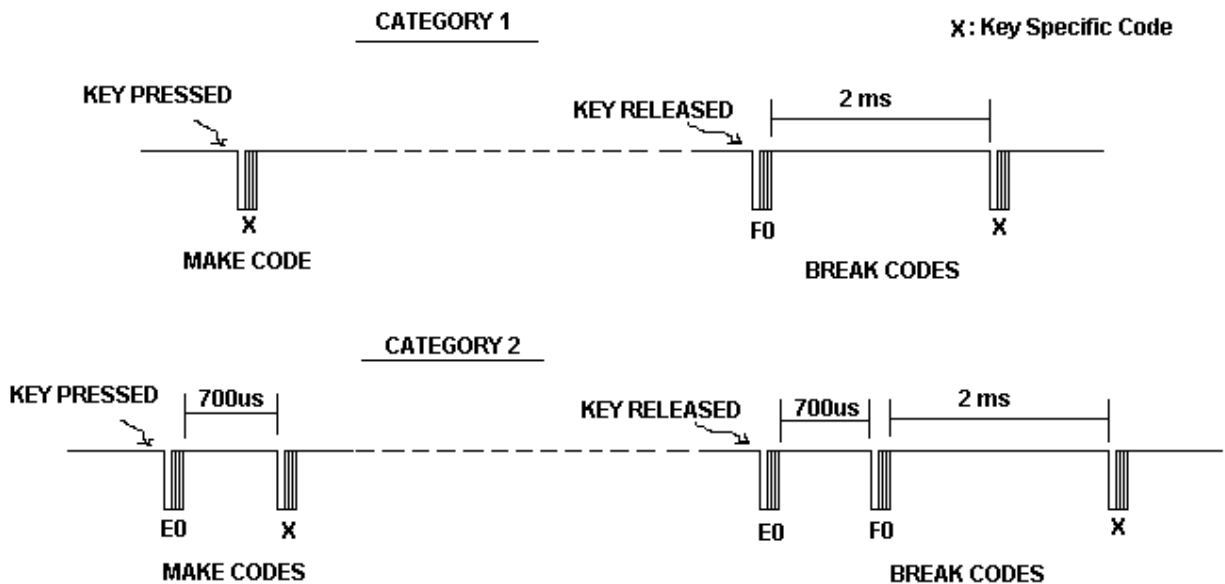 CATEGORY 1
X: Key Specific Code
KEY PRESSED
KEY RELEASED
2 ms
X
F0
X
MAKE CODE
BREAK CODES
CATEGORY 2
KEY PRESSED
700us
KEY RELEASED
700us
2 ms
E0
X
E0
F0
X
MAKE CODES
BREAK CODES